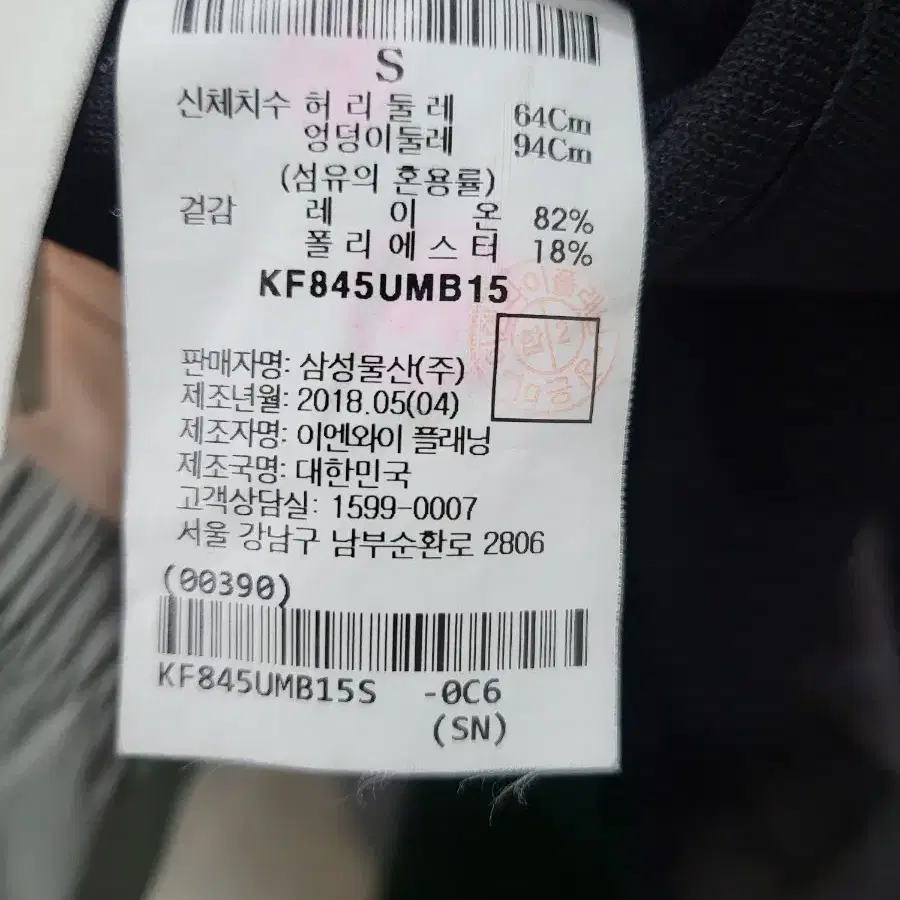 S
신체치수 허 리 둘 레 64Cm
엉덩이둘레 94Cm
(섬유의 혼용률)
겉감 레 이 온 82%
폴 리 에 스 터 18%
KF845UMB15
판매자명: 삼성물산(주)
제조년월: 2018.05(04)
제조자명: 이엔와이 플래닝
제조국명: 대한민국
고객상담실: 1599-0007
서울 강남구 남부순환로 2806
(00390)
KF845UMB15S -0C6
(SN)